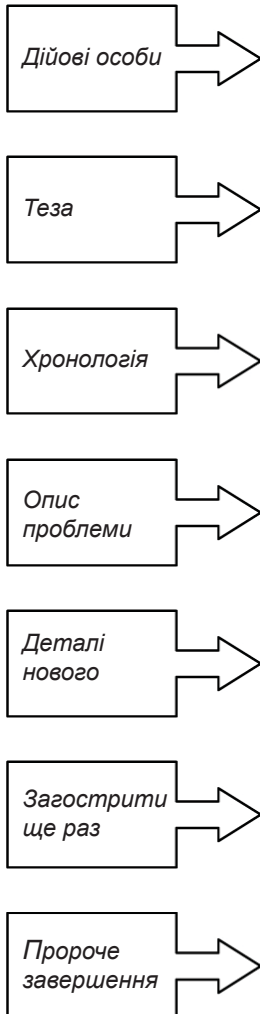 Дійові особи
Теза
Хронологія
Опис
проблеми
Деталі
нового
Загострити
ще раз
Пророче
завершення